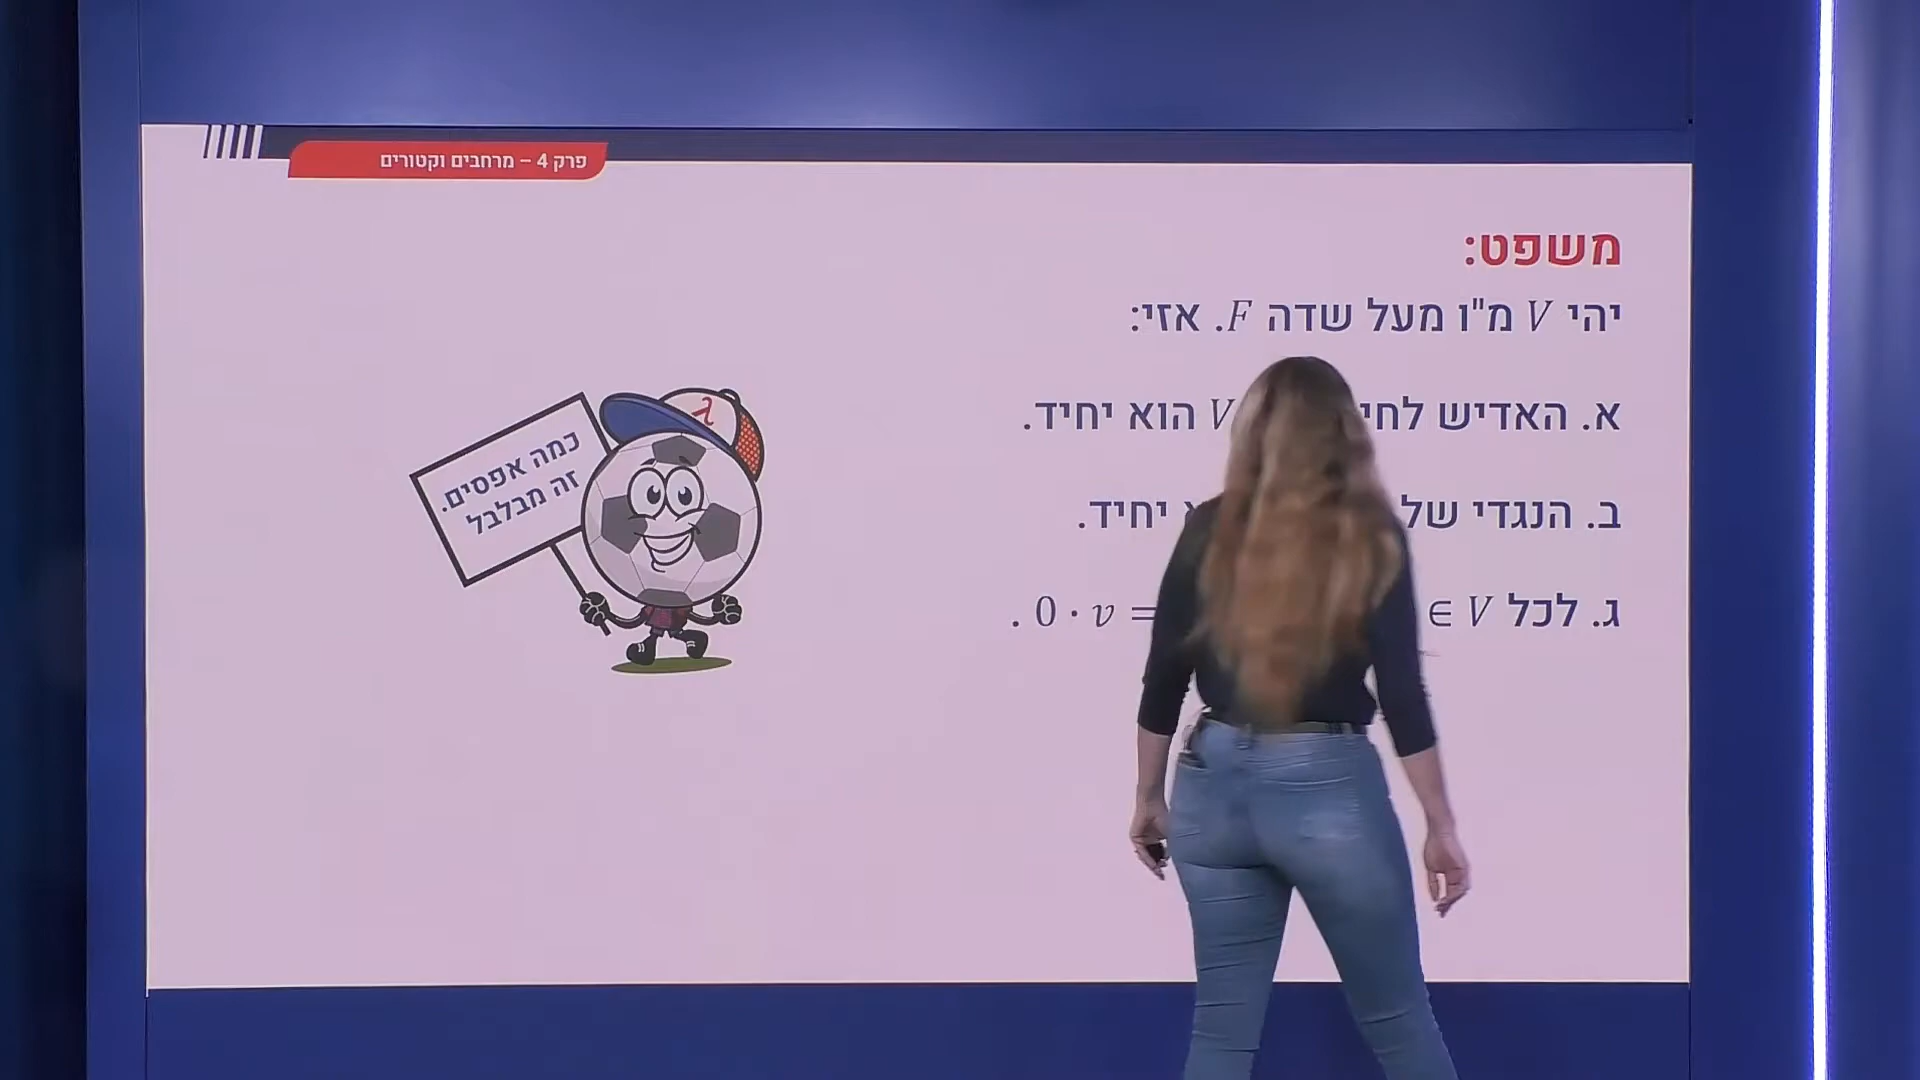 פרק 4 – מרחבים וקטורים
משפט:
יהי V מ"ו מעל שדה F. אזי:
א. האדיש V הוא יחיד.
ב. הנגדי של יחיד.
ג. לכל ∈ V 0 · v = .
כמה אפסים.
זה מבלבל
λ